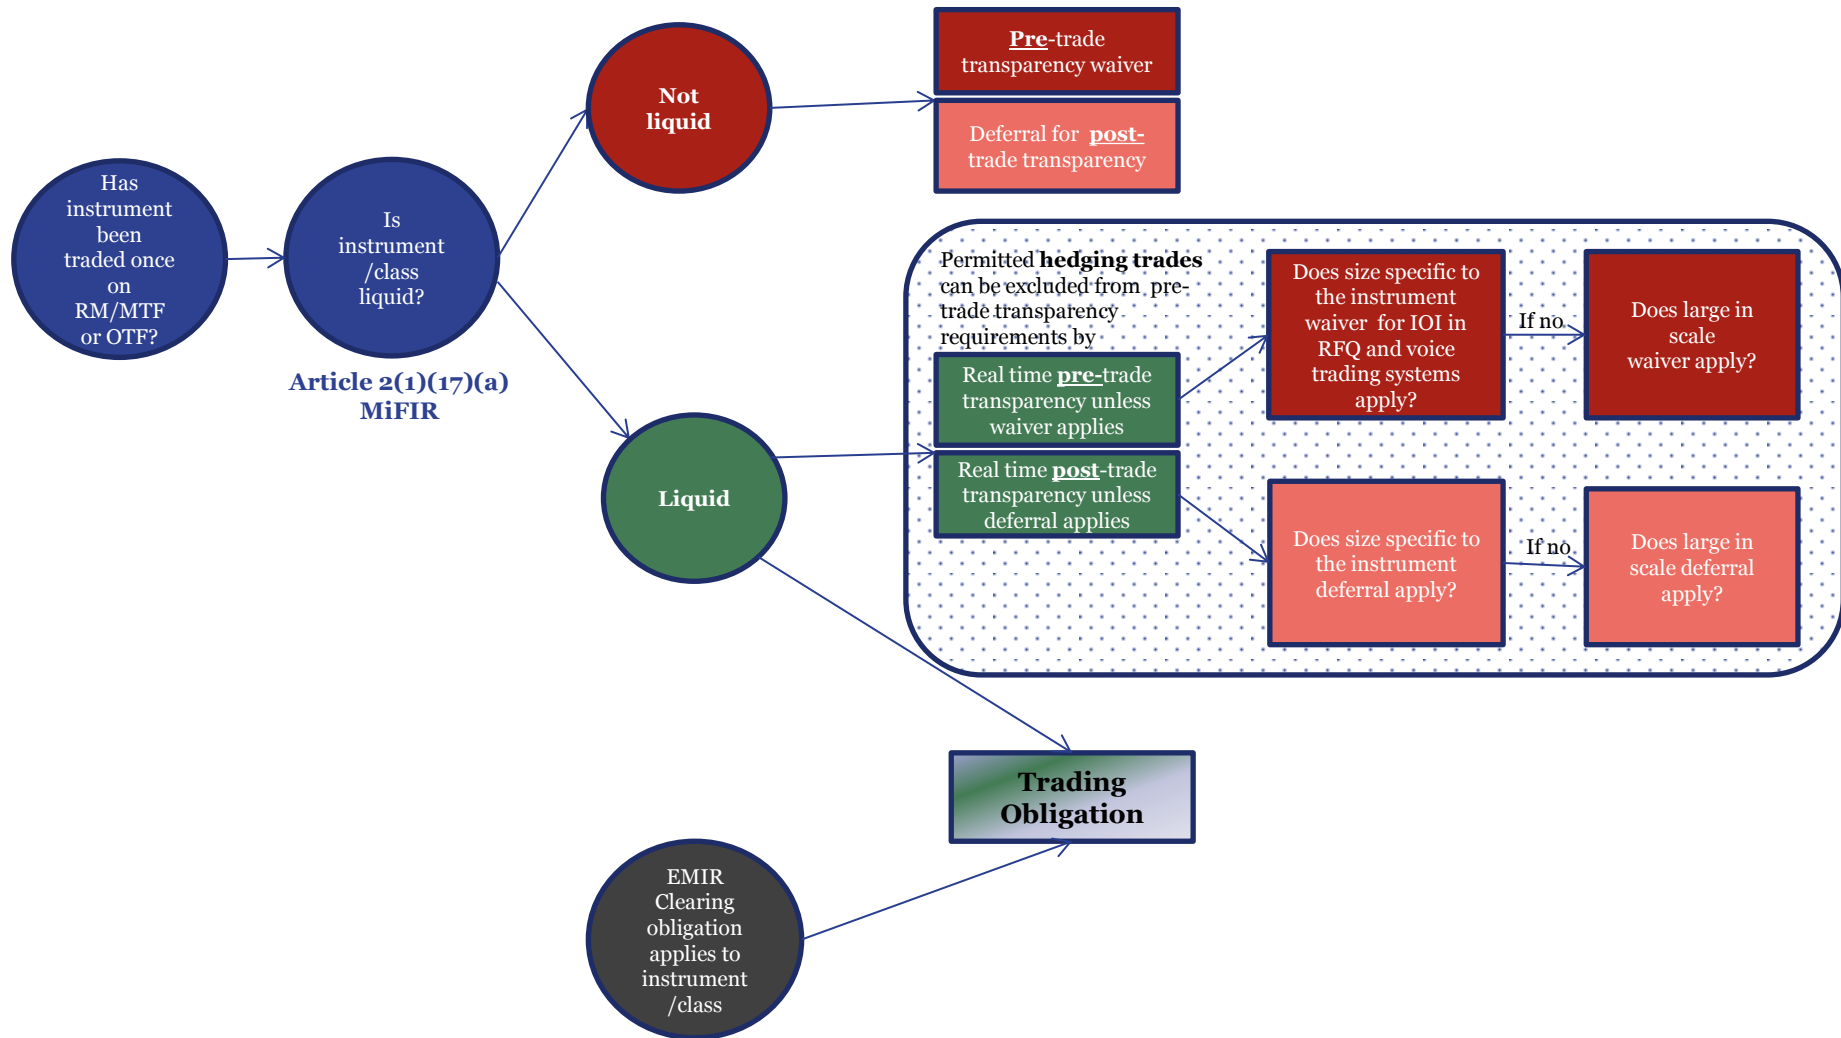 Has
instrument
been
traded once
on
RM/MTF
or OTF?
Is
instrument
/class
liquid?
Article 2(1)(17)(a)
MiFIR
Not
liquid
Pre-trade
transparency waiver
Deferral for post-
trade transparency
Liquid
Permitted hedging trades
can be excluded from pre-
trade transparency
requirements by
Real time pre-trade
transparency unless
waiver applies
Real time post-trade
transparency unless
deferral applies
Does size specific to
the instrument
waiver for IOI in
RFQ and voice
trading systems
apply?
If no
Does large in
scale
waiver apply?
Does size specific to
the instrument
deferral apply?
If no
Does large in
scale deferral
apply?
Trading
Obligation
EMIR
Clearing
obligation
applies to
instrument
/class